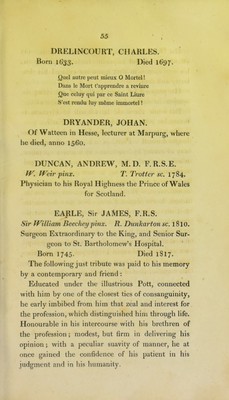 55
DRELINCOURT, CHARLES.
Born 1633. Died 1697.
Quel autre peut mieux O Mortel!
Dans le Mort t'apprendre a reviure
Que celuy qui par ce Saint Liure
S'est rendu luy mêsme immortel!
DRYANDER, JOHAN.
Of Watteen in Hesse, lecturer at Marpurg, where
he died, anno 1560.
DUNCAN, ANDREW, M. D. F.R.S.E.
W. Weir pinx. T. Trotter sc. 1784.
Physician to his Royal Highness the Prince of Wales
for Scotland.
EARLE, Sir JAMES, F.R.S.
Sir William Beechey pinx. R. Dunkarton sc. 1810.
Surgeon Extraordinary to the King, and Senior Sur-
geon to St. Bartholomew's Hospital.
Born 1745. Died 1817.
The following just tribute was paid to his memory
by a contemporary and friend:
Educated under the illustrious Pott, connected
with him by one of the closest ties of consanguinity,
he early imbibed from him that zeal and interest for
the profession, which distinguished him through life.
Honourable in his intercourse with his brethren of
the profession; modest, but firm in delivering his
opinion; with a peculiar suavity of manner, he at
once gained the confidence of his patient in his
judgment and in his humanity.